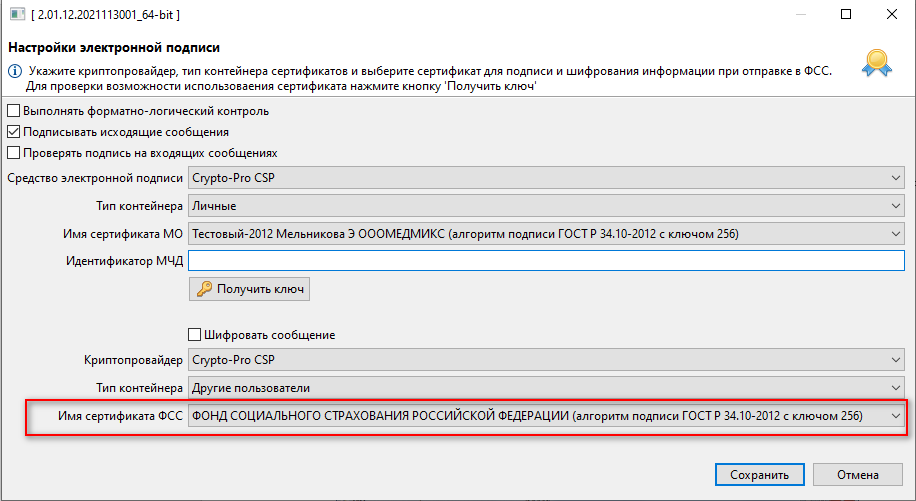 [ 2.01.12.2021113001_64-bit ]
Настройки электронной подписи
Укажите криптопровайдер, тип контейнера сертификатов и выберите сертификат для подписи и шифрования информации при отправке в ФСС.
Для проверки возможности использоваения сертификата нажмите кнопку 'Получить ключ'
Выполнять форматно-логический контроль
Подписывать исходящие сообщения
Проверять подпись на входящих сообщениях
Средство электронной подписи Crypto-Pro CSP
Тип контейнера Личные
Имя сертификата МО Тестовый-2012 Мельникова Э ОООМЕДМИКС (алгоритм подписи ГОСТ Р 34.10-2012 с ключом 256)
Идентификатор МЧД
Получить ключ
Шифровать сообщение
Криптопровайдер Crypto-Pro CSP
Тип контейнера Другие пользователи
Имя сертификата ФСС ФОНД СОЦИАЛЬНОГО СТРАХОВАНИЯ РОССИЙСКОЙ ФЕДЕРАЦИИ (алгоритм подписи ГОСТ Р 34.10-2012 с ключом 256)
Сохранить Отмена